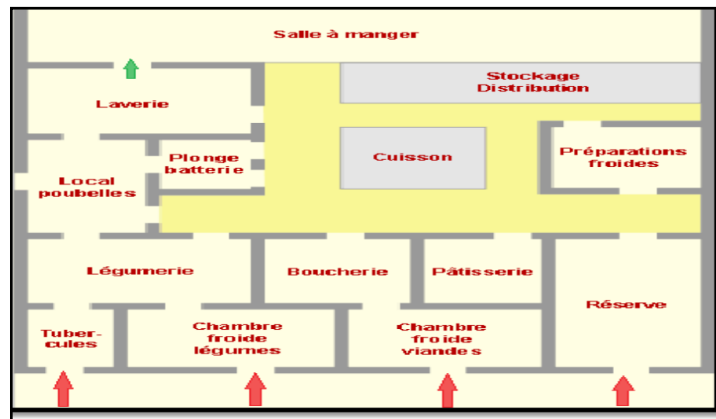 Salle à manger
Stockage
Distribution
Laverie
Plonge
batterie
Cuisson
Préparations
froides
Local
poubelles
Légumerie
Boucherie
Pâtisserie
Réserve
Tuber-
cules
Chambre
froide
légumes
Chambre
froide
viandes